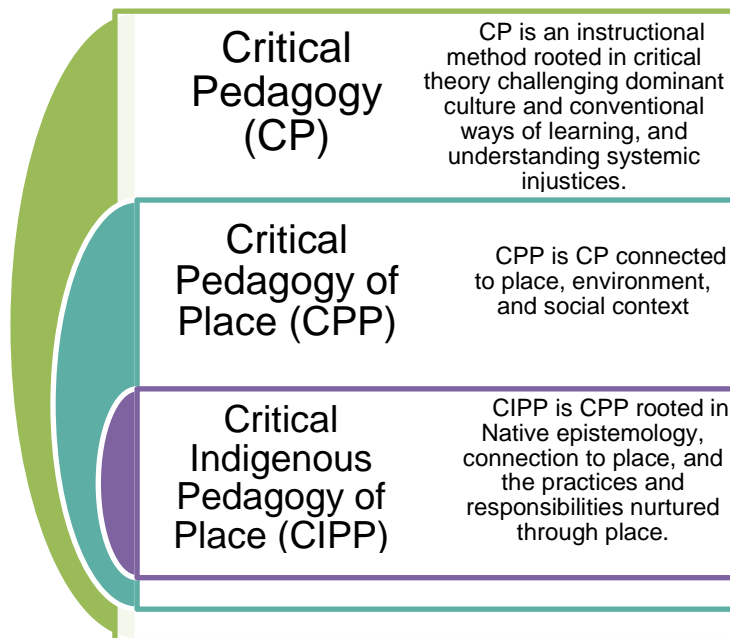 Critical
Pedagogy
(CP)
CP is an instructional
method rooted in critical
theory challenging dominant
culture and conventional
ways of learning, and
understanding systemic
injustices.
Critical
Pedagogy of
Place (CPP)
CPP is CP connected
to place, environment,
and social context
Critical
Indigenous
Pedagogy of
Place (CIPP)
CIPP is CPP rooted in
Native epistemology,
connection to place, and
the practices and
responsibilities nurtured
through place.